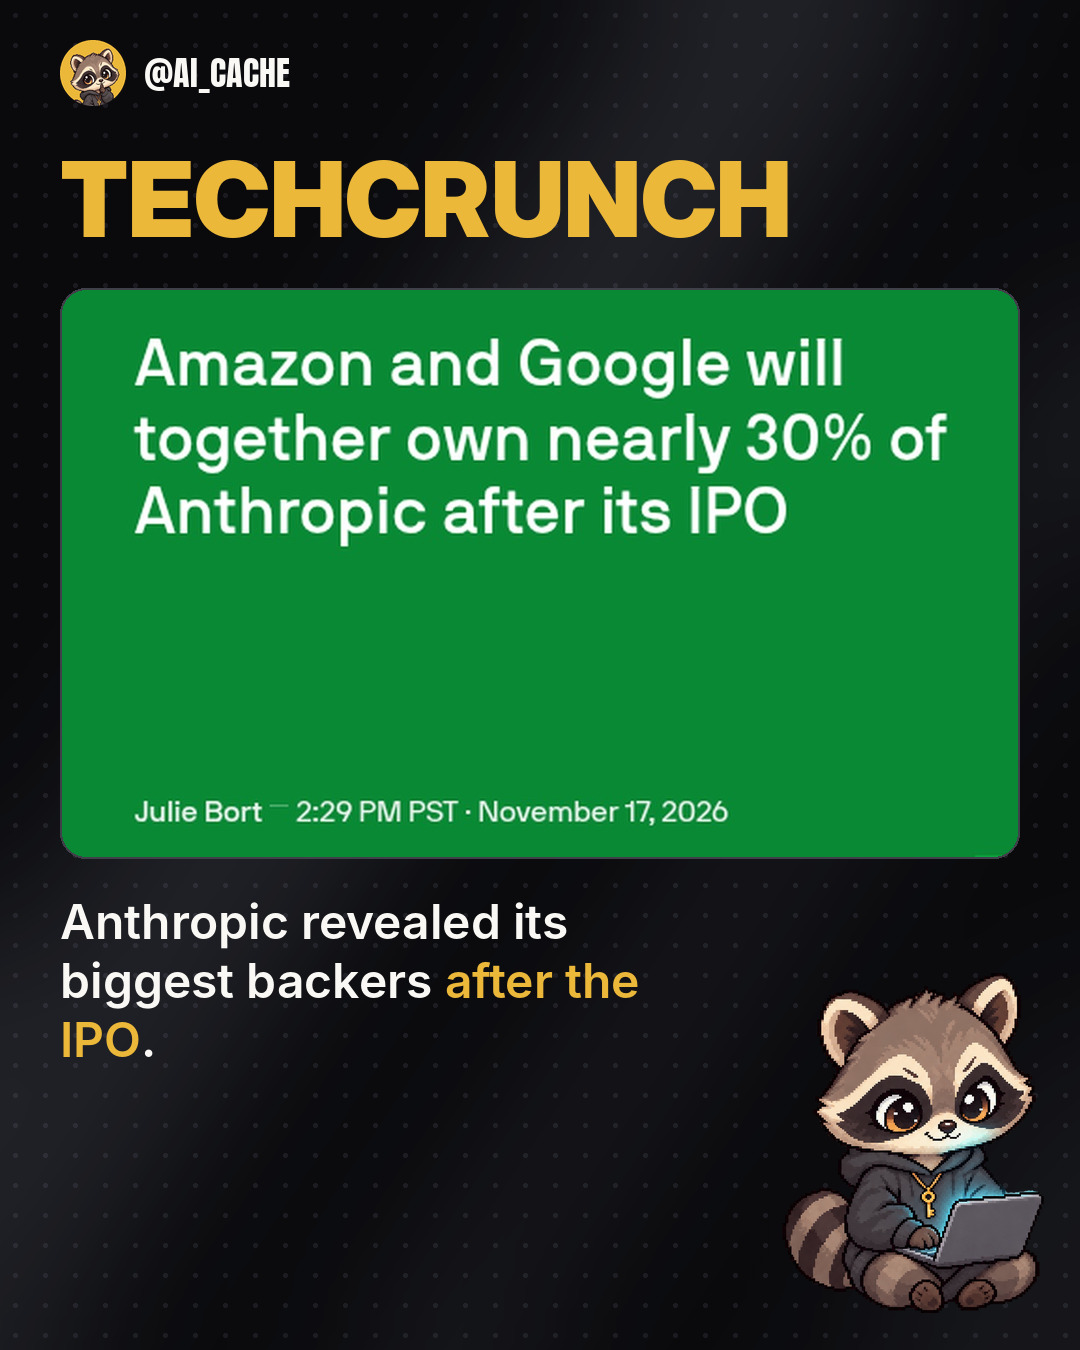 @AI_CACHE
TECHCRUNCH
Amazon and Google will
together own nearly 30% of
Anthropic after its IPO
Julie Bort — 2:29 PM PST · November 17, 2026
Anthropic revealed its
biggest backers after the
IPO.